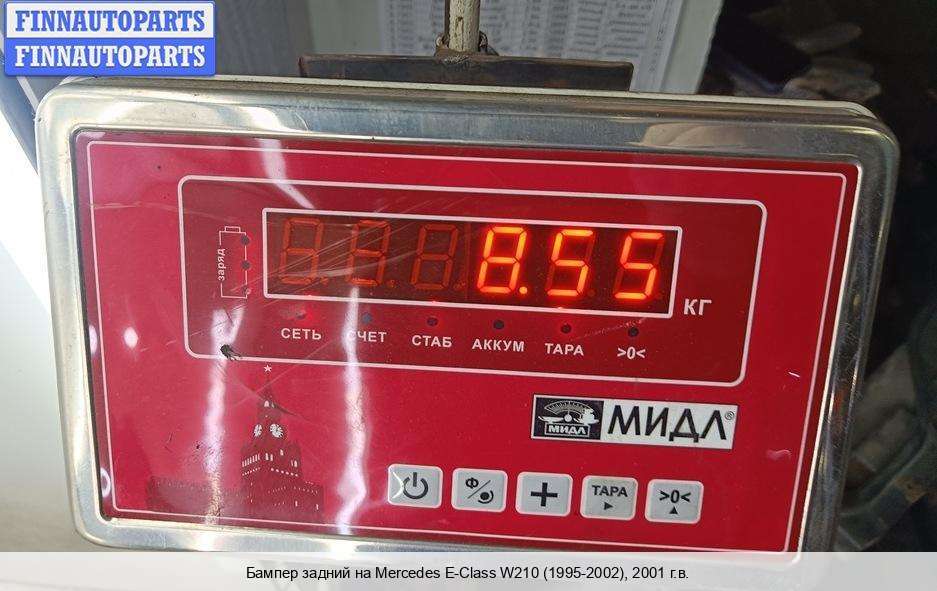 FINNAUTOPARTS
FINNAUTOPARTS
заряд
8.55
КГ
СЕТЬ СЧЕТ СТАБ АККУМ ТАРА >0<
МИДЛ МИДЛ®
Ф + ТАРА >0<
Бампер задний на Mercedes E-Class W210 (1995-2002), 2001 г.в.